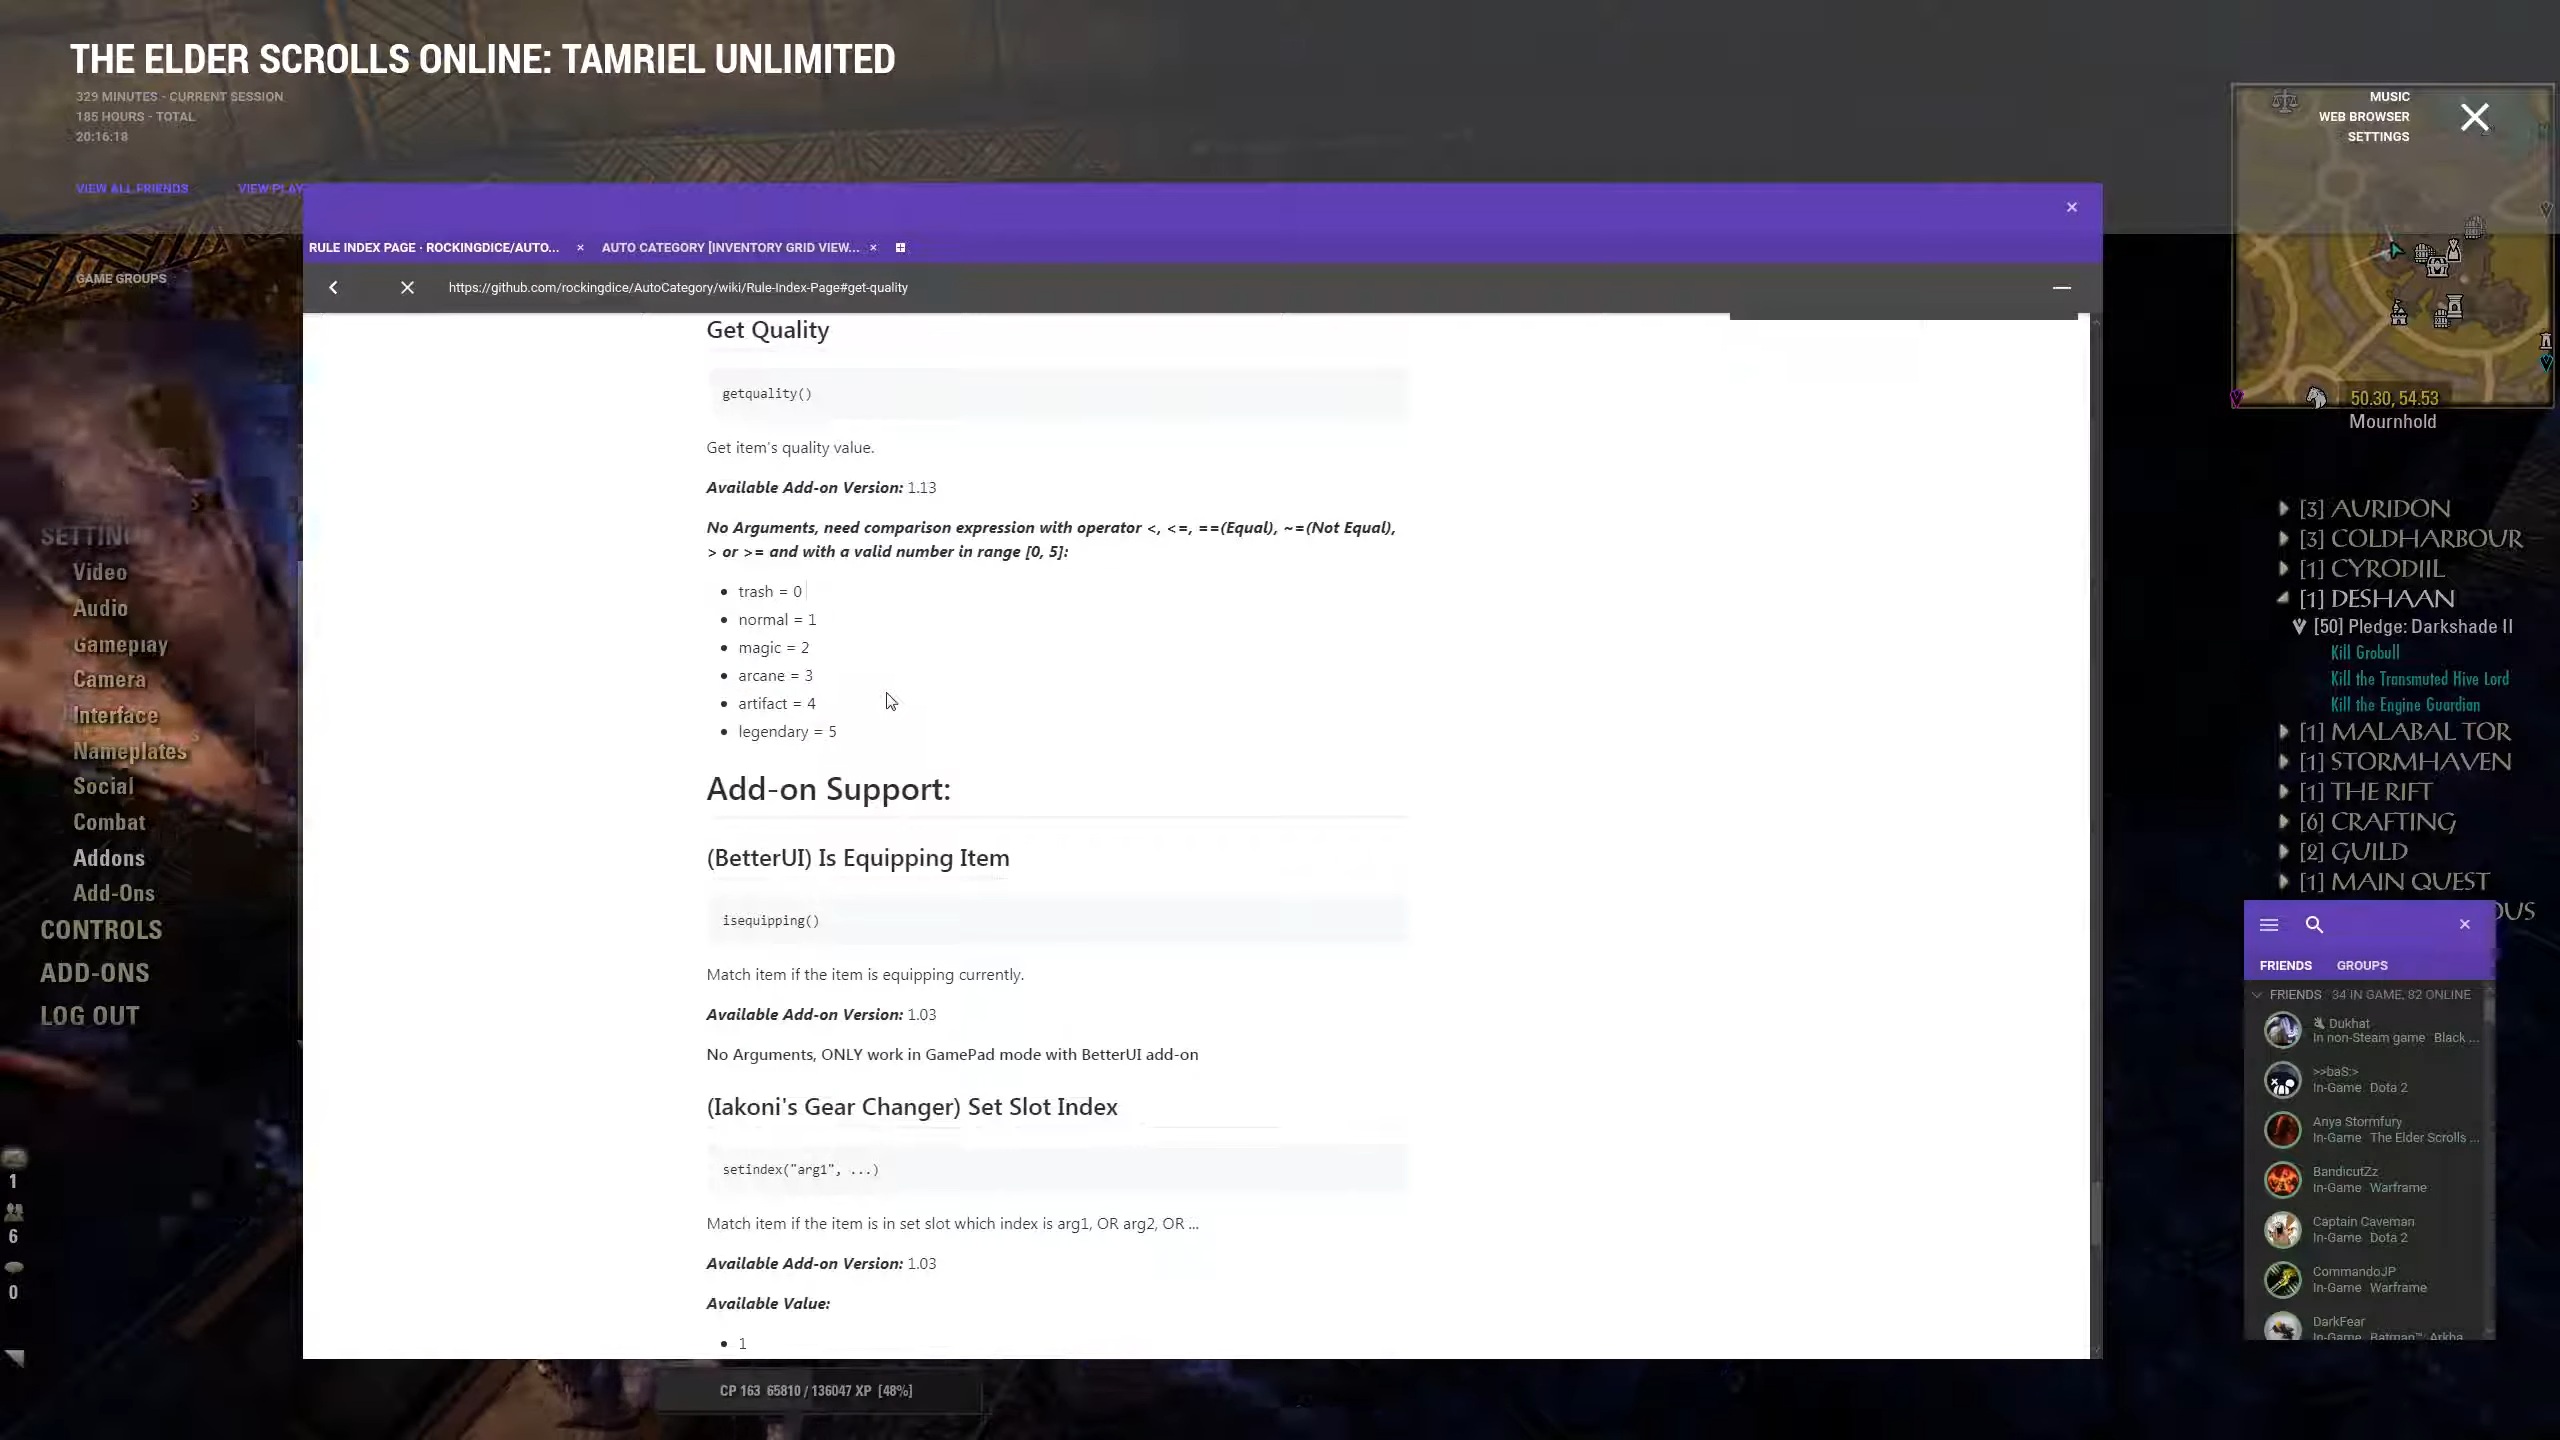 THE ELDER SCROLLS ONLINE: TAMRIEL UNLIMITED
329 MINUTES - CURRENT SESSION
185 HOURS - TOTAL
20:16:18
MUSIC
WEB BROWSER
SETTINGS
VIEW ALL FRIENDS
VIEW PLAY
RULE INDEX PAGE · ROCKINGDICE/AUTO...
AUTO CATEGORY [INVENTORY GRID VIEW...
GAME GROUPS
https://github.com/rockingdice/AutoCategory/wiki/Rule-Index-Page#get-quality
Get Quality
getquality()
Get item's quality value.
Available Add-on Version: 1.13
No Arguments, need comparison expression with operator <, <=, ==(Equal), ~=(Not Equal),
> or >= and with a valid number in range [0, 5]:
• trash = 0
• normal = 1
• magic = 2
• arcane = 3
• artifact = 4
• legendary = 5
Add-on Support:
(BetterUI) Is Equipping Item
isequipping()
Match item if the item is equipping currently.
Available Add-on Version: 1.03
No Arguments, ONLY work in GamePad mode with BetterUI add-on
(Iakoni's Gear Changer) Set Slot Index
setindex("arg1", ...)
Match item if the item is in set slot which index is arg1, OR arg2, OR ...
Available Add-on Version: 1.03
Available Value:
• 1
SETTING
Video
Audio
Gameplay
Camera
Interface
Nameplates
Social
Combat
Addons
Add-Ons
CONTROLS
ADD-ONS
LOG OUT
1
6
0
CP 163 65810 / 136047 XP [48%]
50.30, 54.53
Mournhold
[3] AURIDON
[3] COLDHARBOUR
[1] CYRODIIL
[1] DESHAAN
[50] Pledge: Darkshade II
Kill Grobull
Kill the Transmuted Hive Lord
Kill the Engine Guardian
[1] MALABAL TOR
[1] STORMHAVEN
[1] THE RIFT
[6] CRAFTING
[2] GUILD
[1] MAIN QUEST
OUS
FRIENDS
GROUPS
FRIENDS 34 IN GAME, 82 ONLINE
Dukhat
In non-Steam game Black ...
>>baS:>
In-Game Dota 2
Anya Stormfury
In-Game The Elder Scrolls ...
BandicutZz
In-Game Warframe
Captain Caveman
In-Game Dota 2
CommandoJP
In-Game Warframe
DarkFear
In-Game Batman™ Arkha